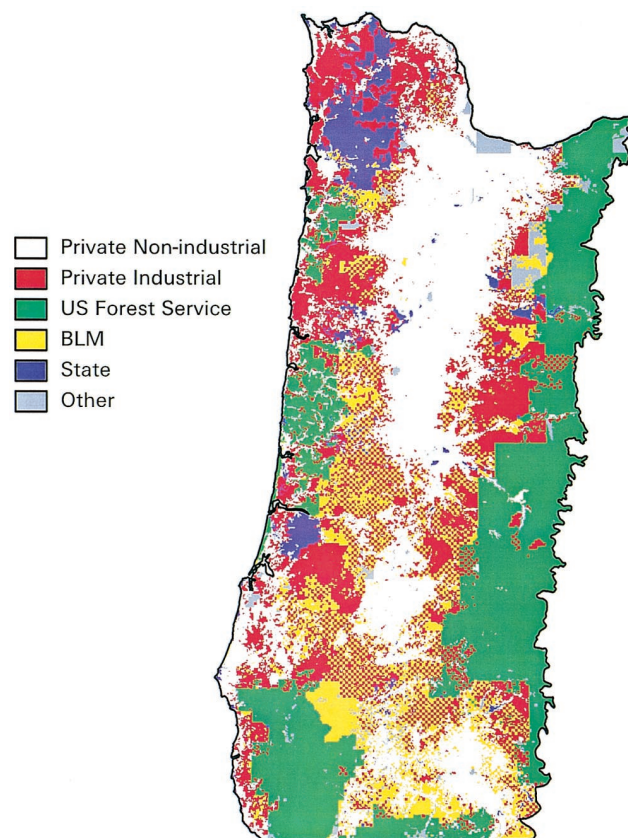 Private Non-industrial
Private Industrial
US Forest Service
BLM
State
Other